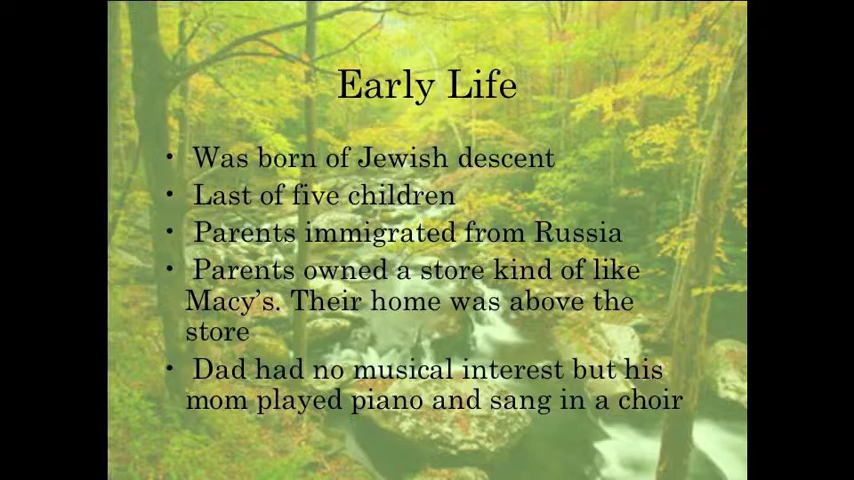 Early Life
• Was born of Jewish descent
• Last of five children
• Parents immigrated from Russia
• Parents owned a store kind of like
Macy's. Their home was above the
store
• Dad had no musical interest but his
mom played piano and sang in a choir